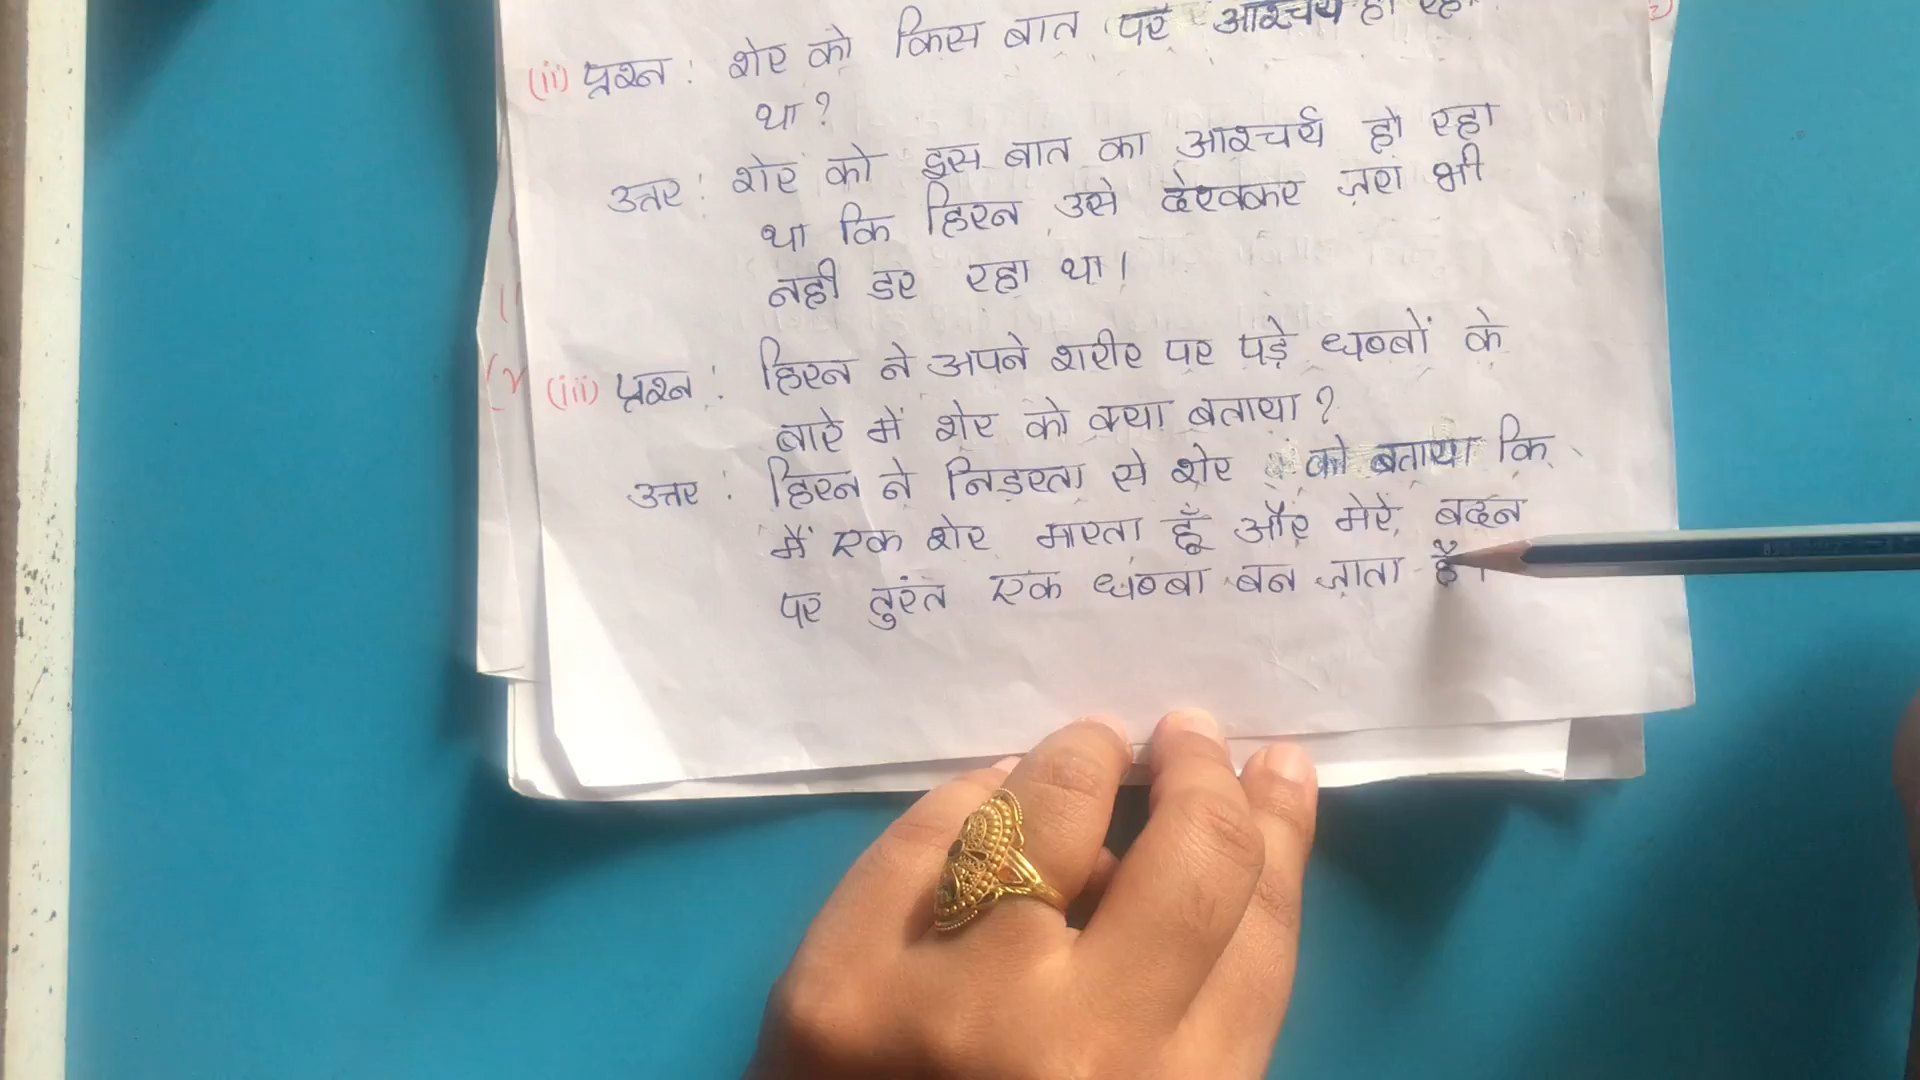 (ii) प्रश्न : शेर को किस बात पर आश्चर्य हो रहा
था?
उत्तर : शेर को इस बात का आश्चर्य हो रहा
था कि हिरन उसे देखकर ज़रा भी
नही डर रहा था।
(iii) प्रश्न : हिरन ने अपने शरीर पर पड़े धब्बों के
बारे में शेर को क्या बताया?
उत्तर : हिरन ने निडरता से शेर को बताया कि
मैं एक शेर मारता हूँ और मेरे बदन
पर तुरंत एक धब्बा बन जाता है।